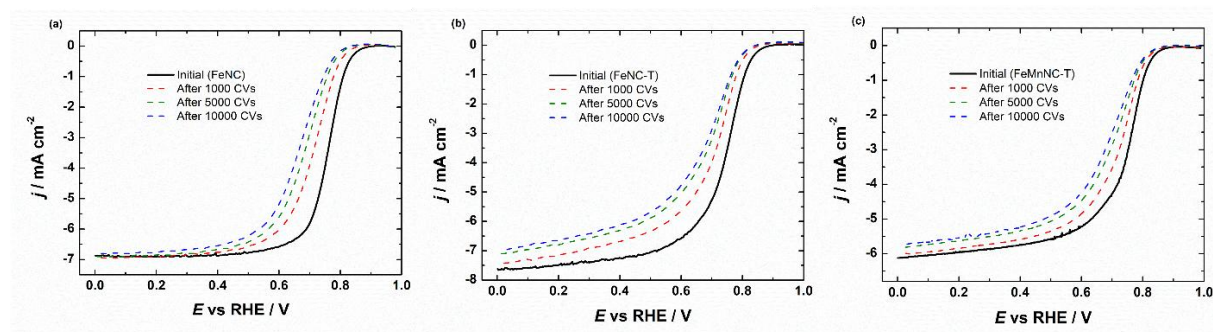 (a)
0
-1
-2
-3
-4
-5
-6
-7
j / mA cm-2
Initial (FeNC)
After 1000 CVs
After 5000 CVs
After 10000 CVs
0.0 0.2 0.4 0.6 0.8 1.0
E vs RHE / V
(b)
0
-1
-2
-3
-4
-5
-6
-7
-8
j / mA cm-2
Initial (FeNC-T)
After 1000 CVs
After 5000 CVs
After 10000 CVs
0.0 0.2 0.4 0.6 0.8 1.0
E vs RHE / V
(c)
0
-1
-2
-3
-4
-5
-6
j / mA cm-2
Initial (FeMnNC-T)
After 1000 CVs
After 5000 CVs
After 10000 CVs
0.0 0.2 0.4 0.6 0.8 1.0
E vs RHE / V